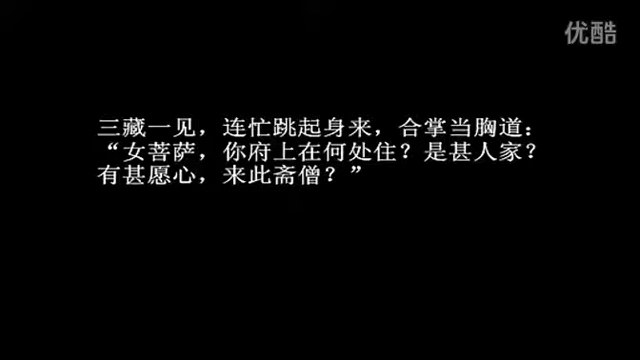 优酷
三藏一见，连忙跳起身来，合掌当胸道：
“女菩萨，你府上在何处住？是甚人家？
有甚愿心，来此斋僧？”